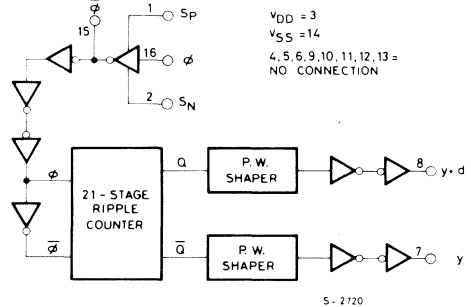 φ̅
15
1 Sp
16 φ
2 SN
VDD = 3
VSS = 14
4,5,6,9,10,11,12,13 =
NO CONNECTION
φ
φ̅
21 - STAGE
RIPPLE
COUNTER
Q
Q̅
P. W.
SHAPER
8 y+d
P. W.
SHAPER
7 y
S-2720